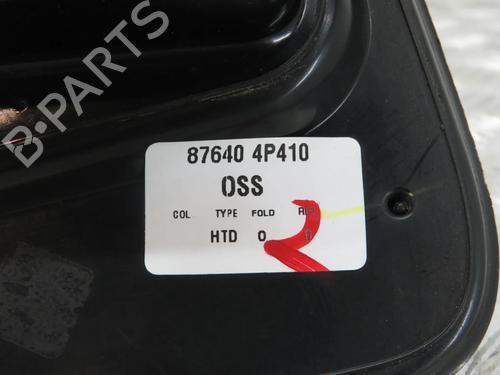 B-PARTS
87640 4P410
OSS
COL TYPE FOLD
HTD O